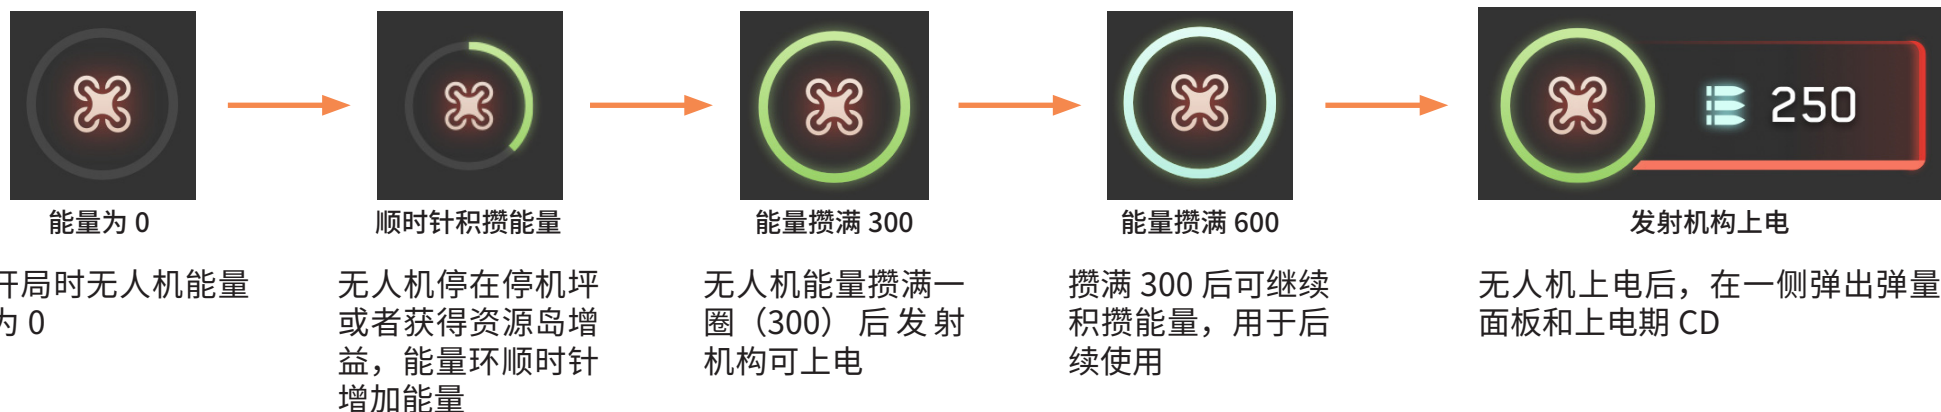 250
能量为 0
顺时针积攒能量
能量攒满 300
能量攒满 600
发射机构上电
开局时无人机能量
为 0
无人机停在停机坪
或者获得资源岛增
益，能量环顺时针
增加能量
无人机能量攒满一
圈（300）后发射
机构可上电
攒满 300 后可继续
积攒能量，用于后
续使用
无人机上电后，在一侧弹出弹量
面板和上电期 CD